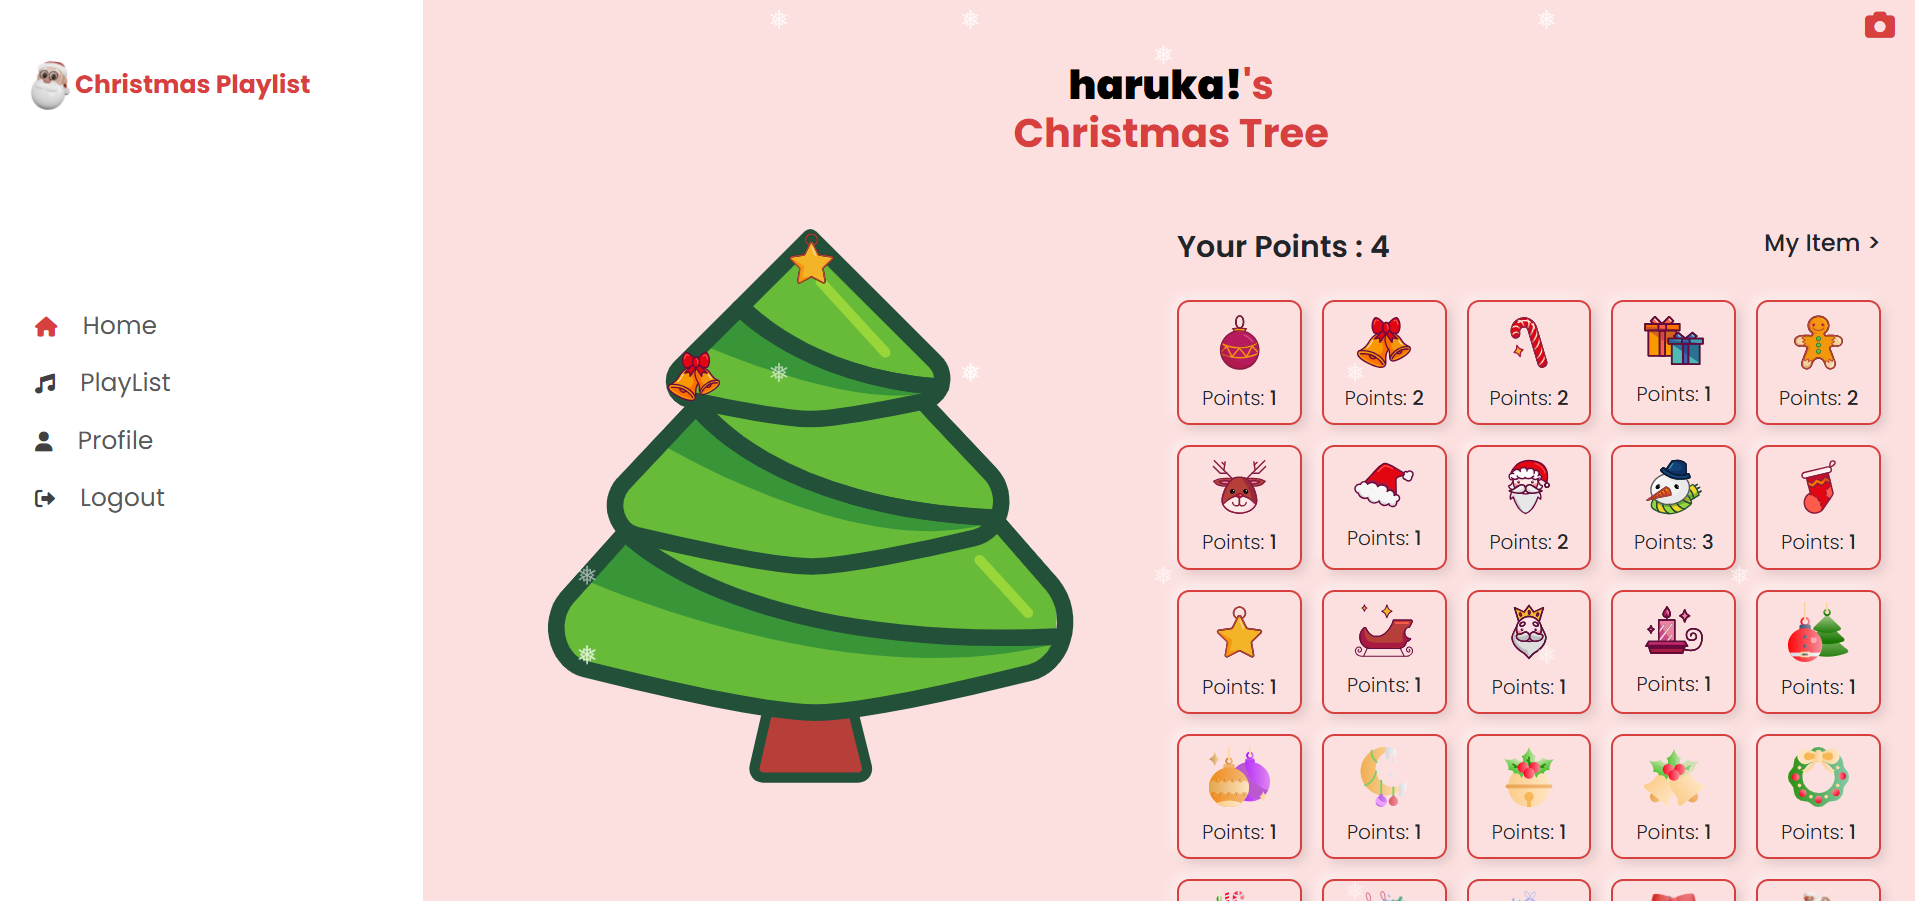 Christmas Playlist
Home
PlayList
Profile
Logout
haruka!'s
Christmas Tree
Your Points : 4
My Item >
Points: 1
Points: 2
Points: 2
Points: 1
Points: 2
Points: 1
Points: 1
Points: 2
Points: 3
Points: 1
Points: 1
Points: 1
Points: 1
Points: 1
Points: 1
Points: 1
Points: 1
Points: 1
Points: 1
Points: 1